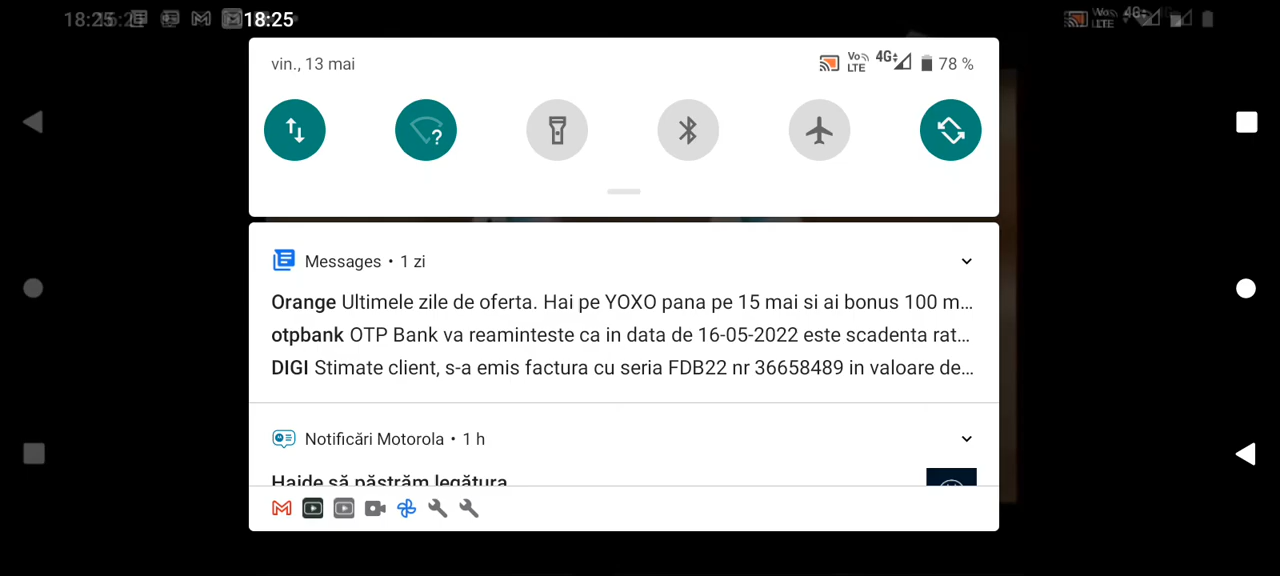 18:25
vin., 13 mai
Vo LTE 4G 78 %
Messages • 1 zi
Orange Ultimele zile de oferta. Hai pe YOXO pana pe 15 mai si ai bonus 100 m...
otpbank OTP Bank va reaminteste ca in data de 16-05-2022 este scadenta rat...
DIGI Stimate client, s-a emis factura cu seria FDB22 nr 36658489 in valoare de...
Notificări Motorola • 1 h
Haide să păstrăm legătura